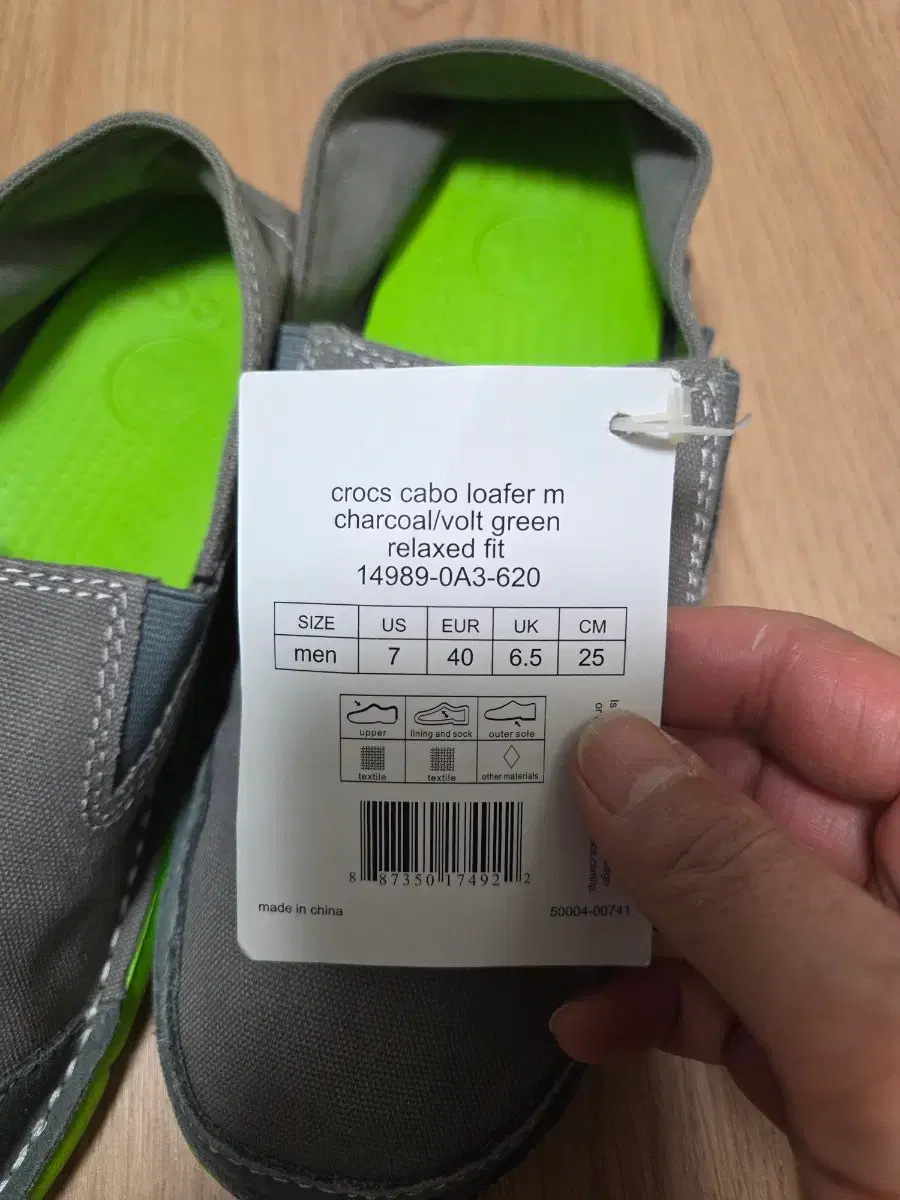 crocs cabo loafer m
charcoal/volt green
relaxed fit
14989-0A3-620
SIZE US EUR UK CM
men 7 40 6.5 25
upper lining and sock outer sole
textile textile other materials
8 87350 17492 2
made in china 50004-00741